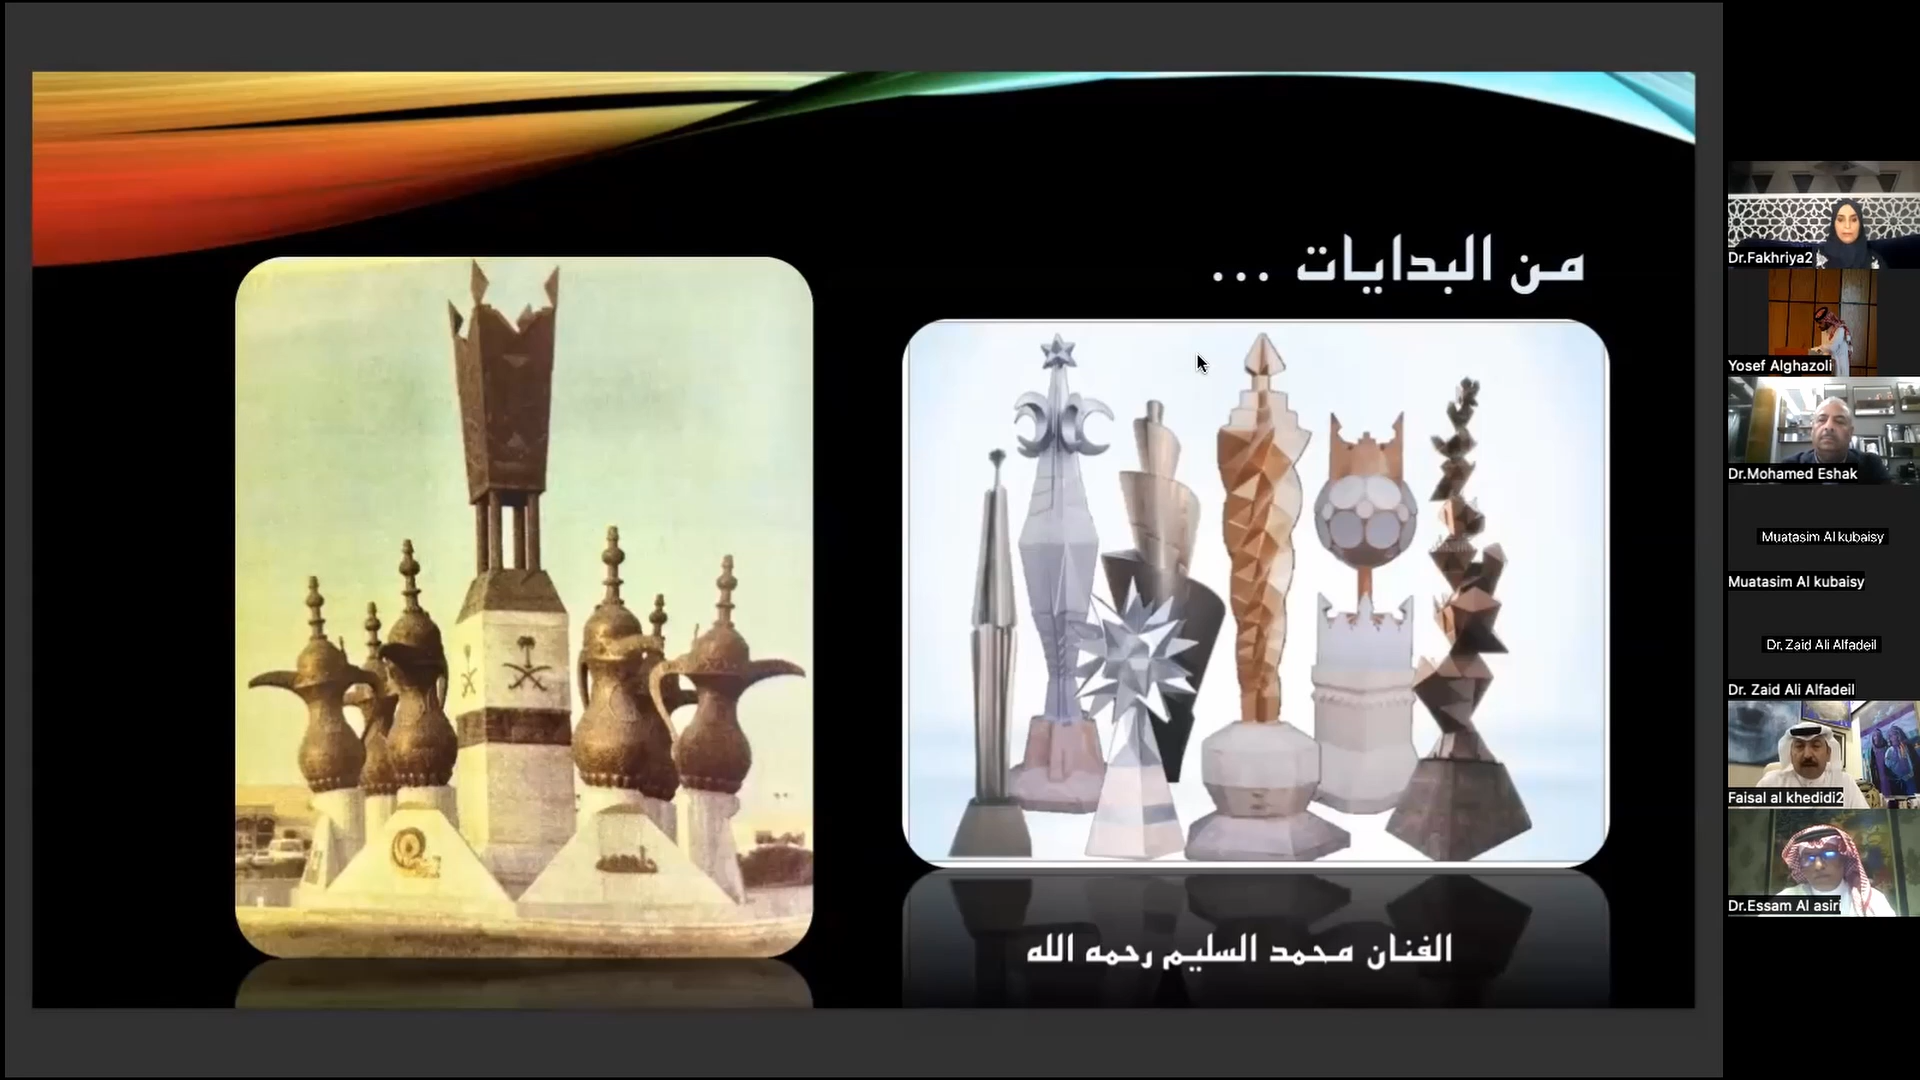 من البدايات ...
الفنان محمد السليم رحمه الله
Dr.Fakhriya2
Yosef Alghazoli
Dr.Mohamed Eshak
Muatasim Al kubaisy
Muatasim Al kubaisy
Dr. Zaid Ali Alfadeil
Dr. Zaid Ali Alfadeil
Faisal al khedidi2
Dr.Essam Al asiri